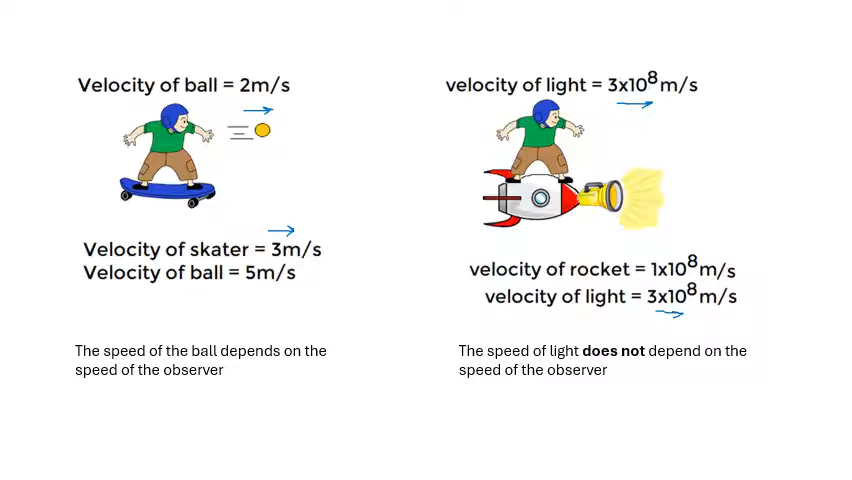 Velocity of ball = 2m/s
Velocity of skater = 3m/s
Velocity of ball = 5m/s
The speed of the ball depends on the
speed of the observer
velocity of light = 3x10⁸m/s
velocity of rocket = 1x10⁸m/s
velocity of light = 3x10⁸m/s
The speed of light does not depend on the
speed of the observer